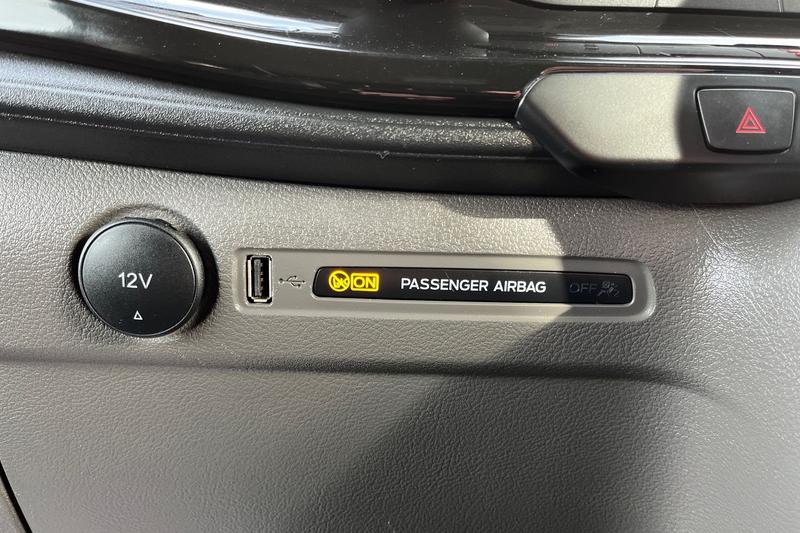 12V
ON PASSENGER AIRBAG OFF